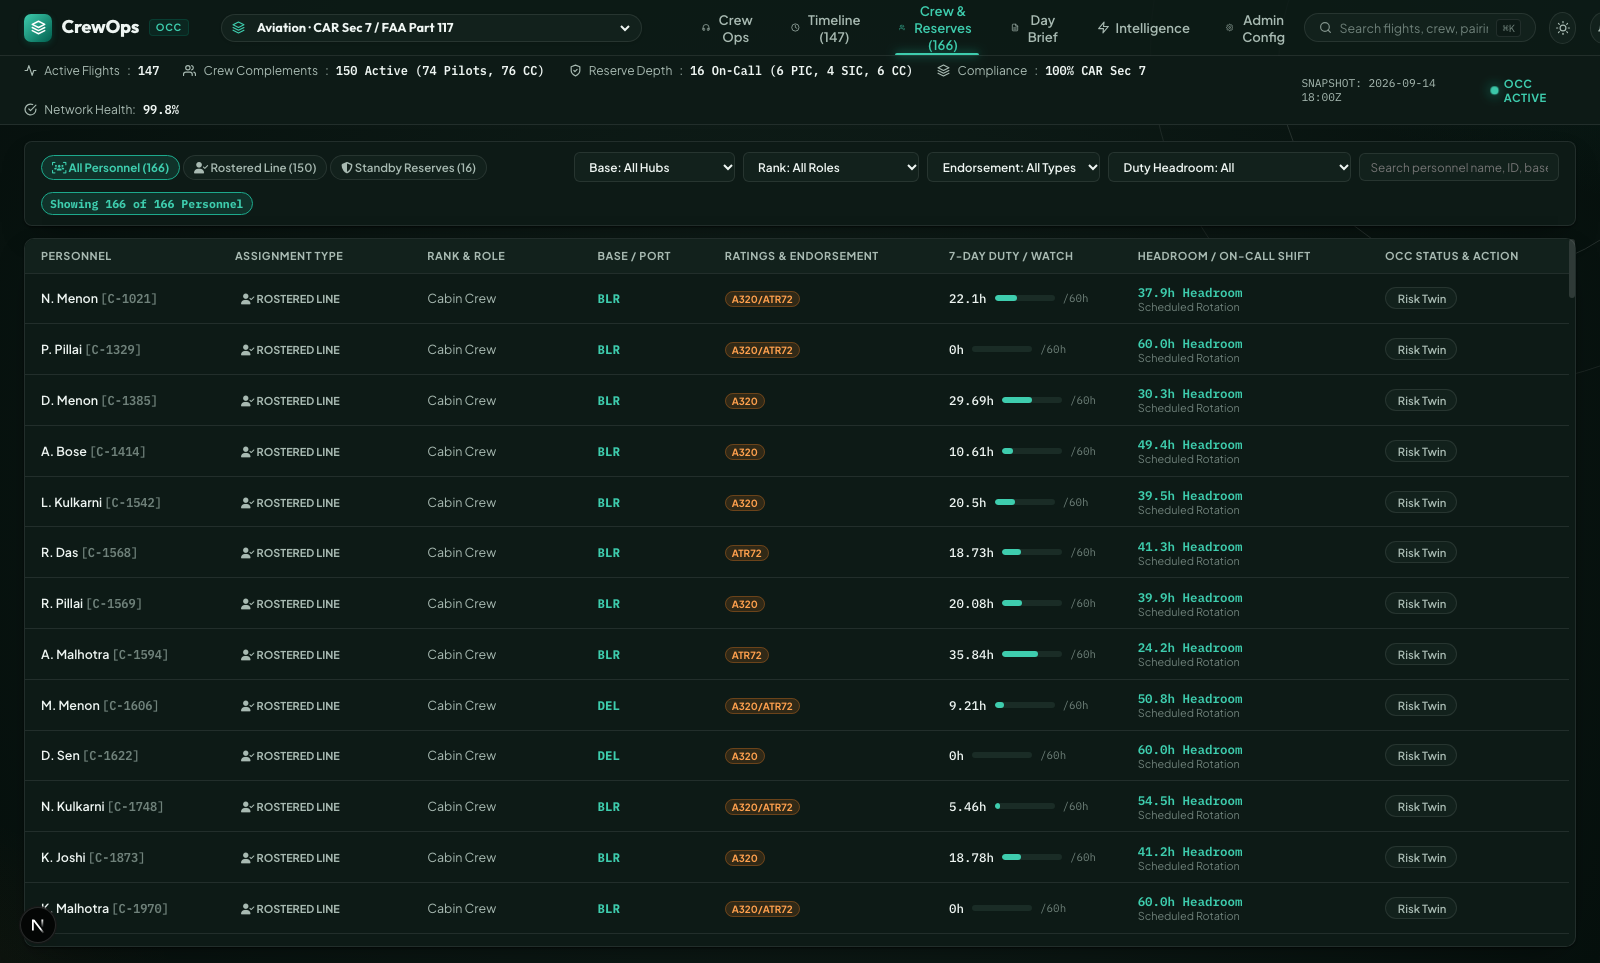 CrewOps OCC
Aviation · CAR Sec 7 / FAA Part 117
Crew Ops
Timeline (147)
Crew & Reserves (166)
Day Brief
Intelligence
Admin Config
Search flights, crew, pairin ⌘K
Active Flights : 147
Crew Complements : 150 Active (74 Pilots, 76 CC)
Reserve Depth : 16 On-Call (6 PIC, 4 SIC, 6 CC)
Compliance : 100% CAR Sec 7
Network Health: 99.8%
SNAPSHOT: 2026-09-14 18:00Z
OCC ACTIVE
All Personnel (166) Rostered Line (150) Standby Reserves (16)
Base: All Hubs Rank: All Roles Endorsement: All Types Duty Headroom: All Search personnel name, ID, base
Showing 166 of 166 Personnel
PERSONNEL ASSIGNMENT TYPE RANK & ROLE BASE / PORT RATINGS & ENDORSEMENT 7-DAY DUTY / WATCH HEADROOM / ON-CALL SHIFT OCC STATUS & ACTION
N. Menon [C-1021] ROSTERED LINE Cabin Crew BLR A320/ATR72 22.1h /60h 37.9h Headroom Scheduled Rotation Risk Twin
P. Pillai [C-1329] ROSTERED LINE Cabin Crew BLR A320/ATR72 0h /60h 60.0h Headroom Scheduled Rotation Risk Twin
D. Menon [C-1385] ROSTERED LINE Cabin Crew BLR A320 29.69h /60h 30.3h Headroom Scheduled Rotation Risk Twin
A. Bose [C-1414] ROSTERED LINE Cabin Crew BLR A320 10.61h /60h 49.4h Headroom Scheduled Rotation Risk Twin
L. Kulkarni [C-1542] ROSTERED LINE Cabin Crew BLR A320 20.5h /60h 39.5h Headroom Scheduled Rotation Risk Twin
R. Das [C-1568] ROSTERED LINE Cabin Crew BLR ATR72 18.73h /60h 41.3h Headroom Scheduled Rotation Risk Twin
R. Pillai [C-1569] ROSTERED LINE Cabin Crew BLR A320 20.08h /60h 39.9h Headroom Scheduled Rotation Risk Twin
A. Malhotra [C-1594] ROSTERED LINE Cabin Crew BLR ATR72 35.84h /60h 24.2h Headroom Scheduled Rotation Risk Twin
M. Menon [C-1606] ROSTERED LINE Cabin Crew DEL A320/ATR72 9.21h /60h 50.8h Headroom Scheduled Rotation Risk Twin
D. Sen [C-1622] ROSTERED LINE Cabin Crew DEL A320 0h /60h 60.0h Headroom Scheduled Rotation Risk Twin
N. Kulkarni [C-1748] ROSTERED LINE Cabin Crew BLR A320/ATR72 5.46h /60h 54.5h Headroom Scheduled Rotation Risk Twin
K. Joshi [C-1873] ROSTERED LINE Cabin Crew BLR A320 18.78h /60h 41.2h Headroom Scheduled Rotation Risk Twin
K. Malhotra [C-1970] ROSTERED LINE Cabin Crew BLR A320/ATR72 0h /60h 60.0h Headroom Scheduled Rotation Risk Twin
N